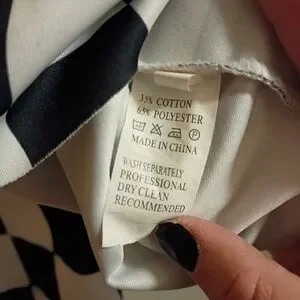 35% COTTON
65% POLYESTER
MADE IN CHINA
WASH SEPARATELY
PROFESSIONAL
DRY CLEAN
RECOMMENDED